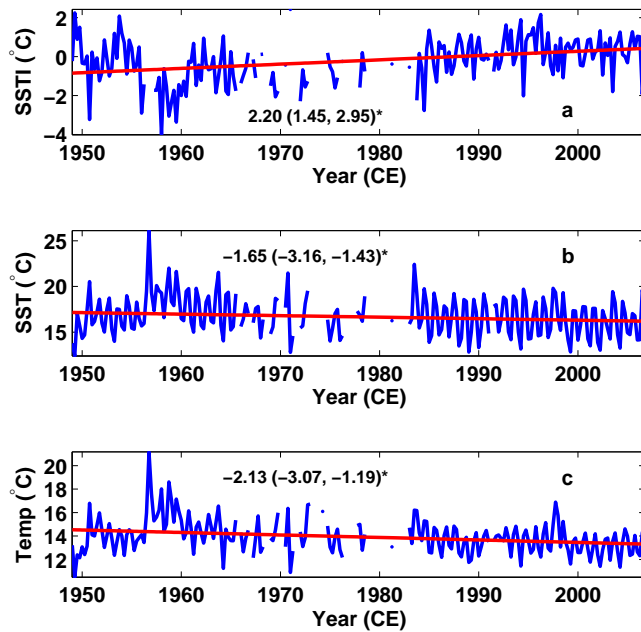 SSTI (°C)
2
0
−2
−4
2.20 (1.45, 2.95)*
a
1950 1960 1970 1980 1990 2000
Year (CE)
SST (°C)
25
20
15
−1.65 (−3.16, −1.43)*
b
1950 1960 1970 1980 1990 2000
Year (CE)
Temp (°C)
20
18
16
14
12
−2.13 (−3.07, −1.19)*
c
1950 1960 1970 1980 1990 2000
Year (CE)